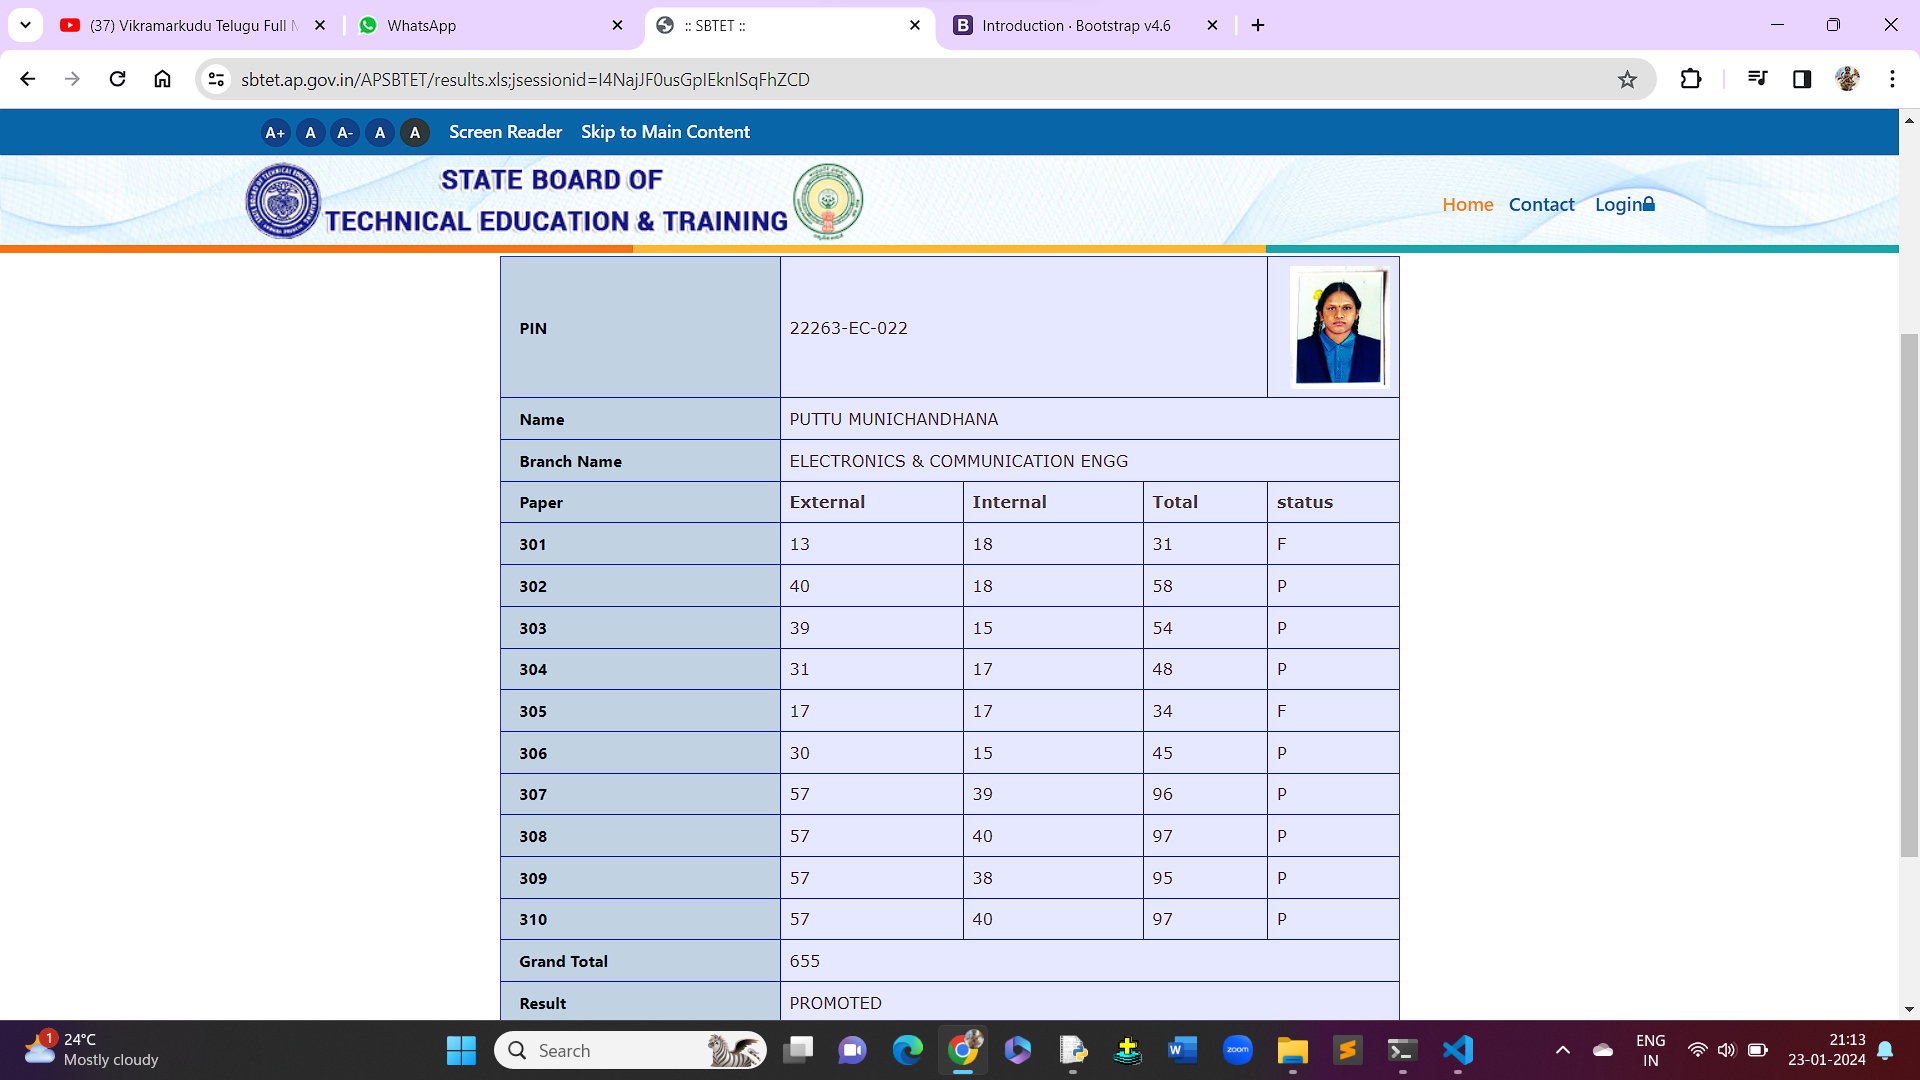 (37) Vikramarkudu Telugu Full M
WhatsApp
:: SBTET ::
Introduction · Bootstrap v4.6
sbtet.ap.gov.in/APSBTET/results.xls;jsessionid=I4NajJF0usGpIEknlSqFhZCD
A+ A A- A A Screen Reader Skip to Main Content
STATE BOARD OF
TECHNICAL EDUCATION & TRAINING
Home Contact Login
PIN 22263-EC-022
Name PUTTU MUNICHANDHANA
Branch Name ELECTRONICS & COMMUNICATION ENGG
Paper External Internal Total status
301 13 18 31 F
302 40 18 58 P
303 39 15 54 P
304 31 17 48 P
305 17 17 34 F
306 30 15 45 P
307 57 39 96 P
308 57 40 97 P
309 57 38 95 P
310 57 40 97 P
Grand Total 655
Result PROMOTED
1
24°C
Mostly cloudy
Search
zoom
ENG
IN
21:13
23-01-2024